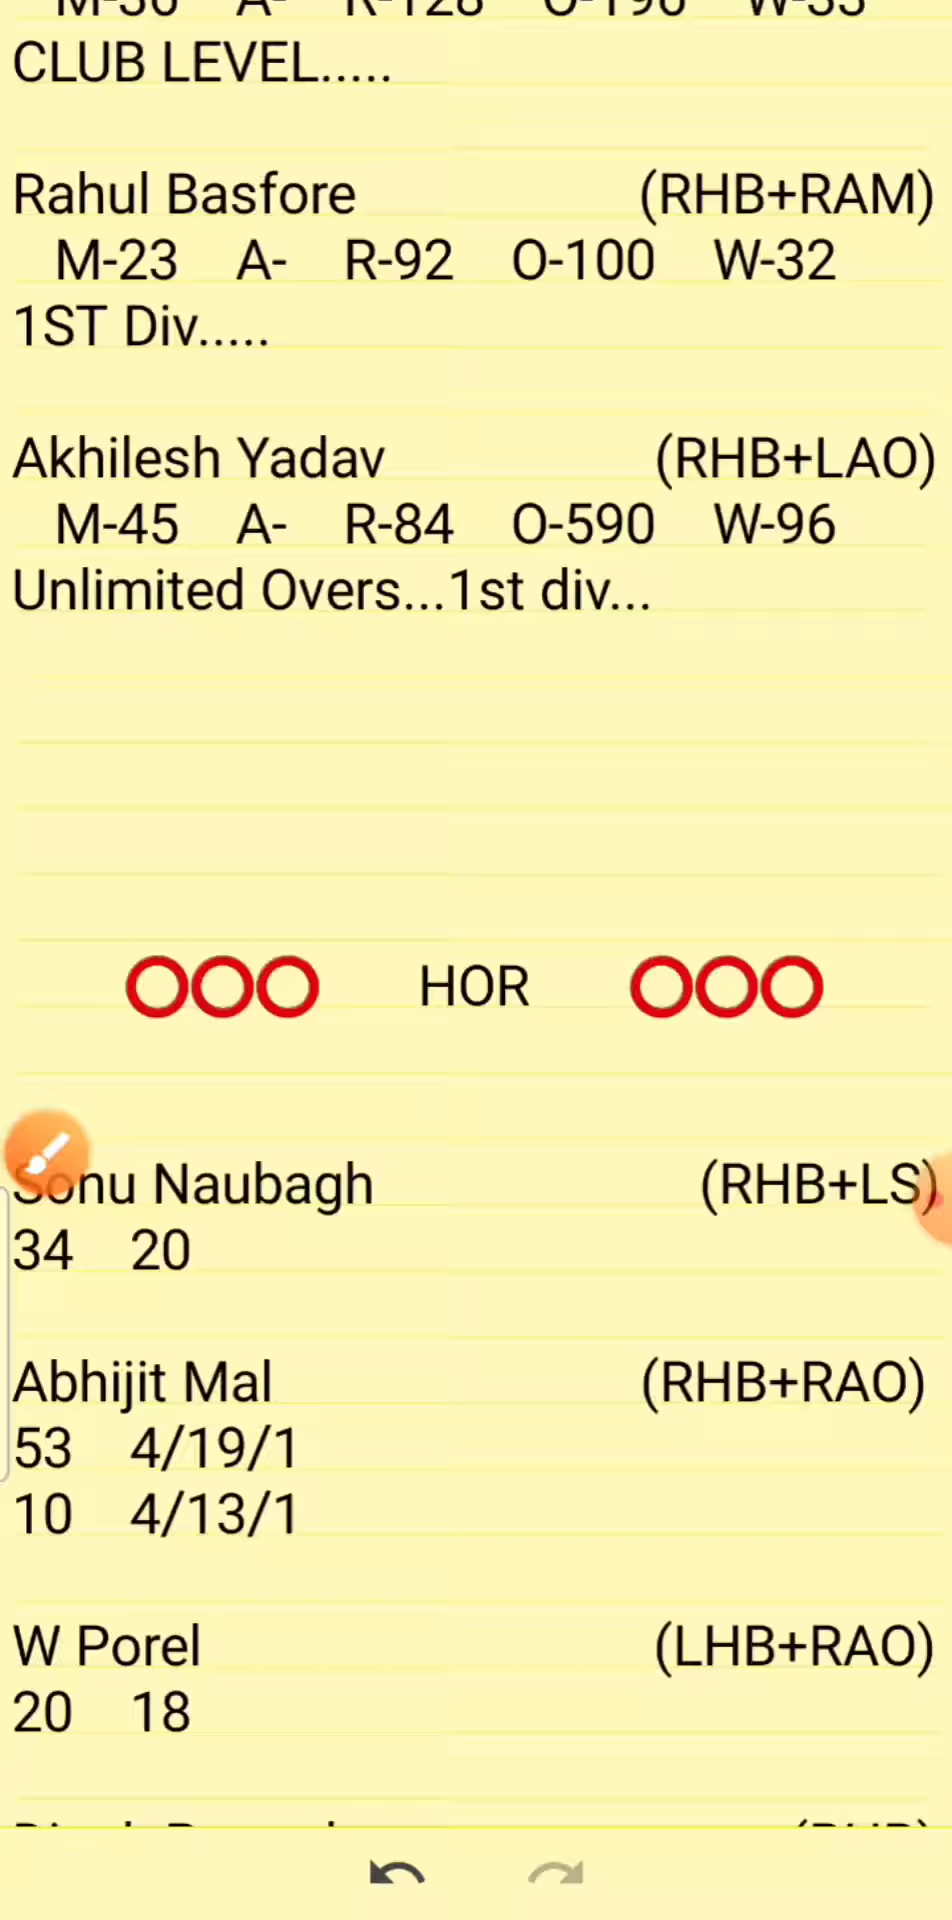 CLUB LEVEL.....
Rahul Basfore (RHB+RAM)
M-23 A- R-92 O-100 W-32
1ST Div.....
Akhilesh Yadav (RHB+LAO)
M-45 A- R-84 O-590 W-96
Unlimited Overs...1st div...
⭕⭕⭕ HOR ⭕⭕⭕
Sonu Naubagh (RHB+LS)
34 20
Abhijit Mal (RHB+RAO)
53 4/19/1
10 4/13/1
W Porel (LHB+RAO)
20 18